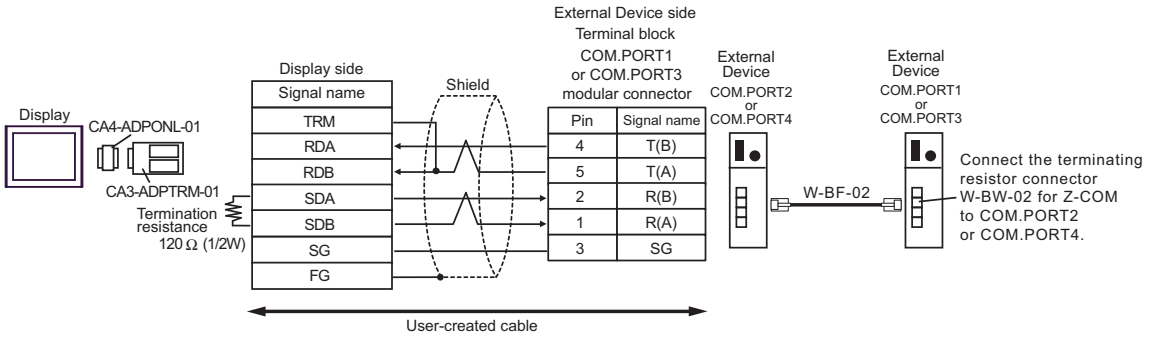 Display
CA4-ADPONL-01
CA3-ADPTRM-01
Termination
resistance
120 Ω (1/2W)
Display side
Signal name
TRM
RDA
RDB
SDA
SDB
SG
FG
Shield
External Device side
Terminal block
COM.PORT1
or COM.PORT3
modular connector
Pin Signal name
4 T(B)
5 T(A)
2 R(B)
1 R(A)
3 SG
User-created cable
External
Device
COM.PORT2
or
COM.PORT4
W-BF-02
External
Device
COM.PORT1
or
COM.PORT3
Connect the terminating
resistor connector
W-BW-02 for Z-COM
to COM.PORT2
or COM.PORT4.